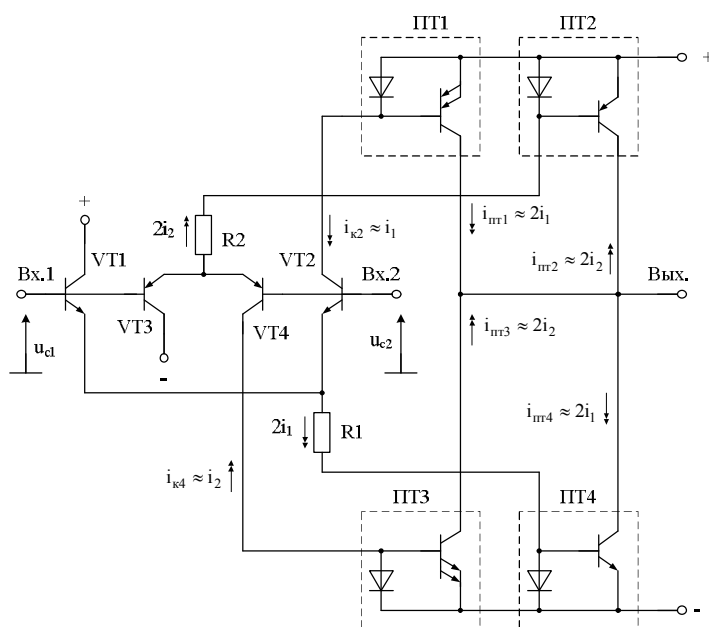 ПТ1
ПТ2
+
+
2i₂
R2
iк2 ≈ i₁
iпт1 ≈ 2i₁
VT1
VT2
iпт2 ≈ 2i₂
Вх.1
Вх.2
Вых.
VT3
VT4
iпт3 ≈ 2i₂
uc1
uc2
-
2i₁
R1
iпт4 ≈ 2i₁
iк4 ≈ i₂
ПТ3
ПТ4
-